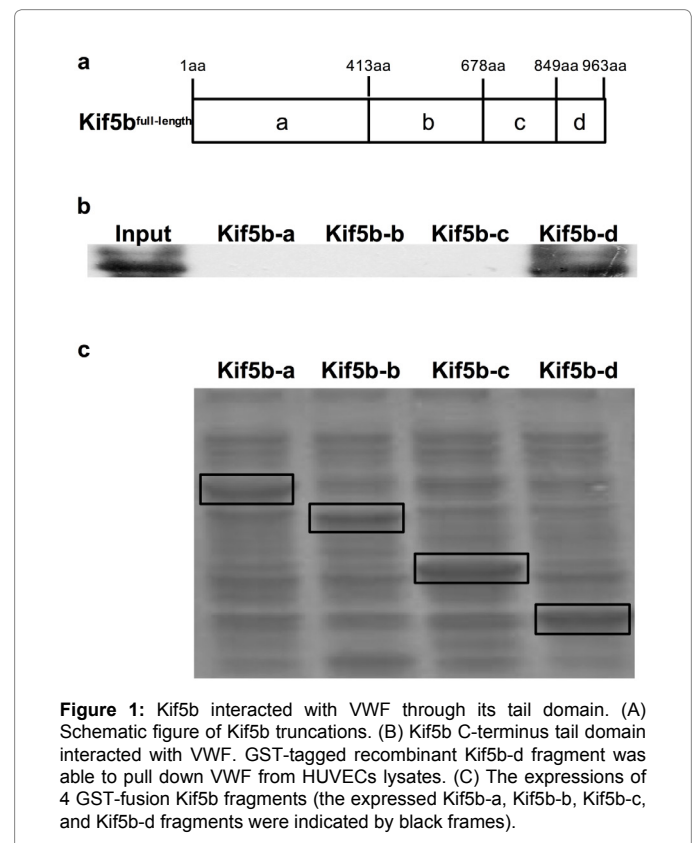 a
1aa 413aa 678aa 849aa 963aa
Kif5b full-length a b c d
b
Input Kif5b-a Kif5b-b Kif5b-c Kif5b-d
c
Kif5b-a Kif5b-b Kif5b-c Kif5b-d
Figure 1: Kif5b interacted with VWF through its tail domain. (A)
Schematic figure of Kif5b truncations. (B) Kif5b C-terminus tail domain
interacted with VWF. GST-tagged recombinant Kif5b-d fragment was
able to pull down VWF from HUVECs lysates. (C) The expressions of
4 GST-fusion Kif5b fragments (the expressed Kif5b-a, Kif5b-b, Kif5b-c,
and Kif5b-d fragments were indicated by black frames).